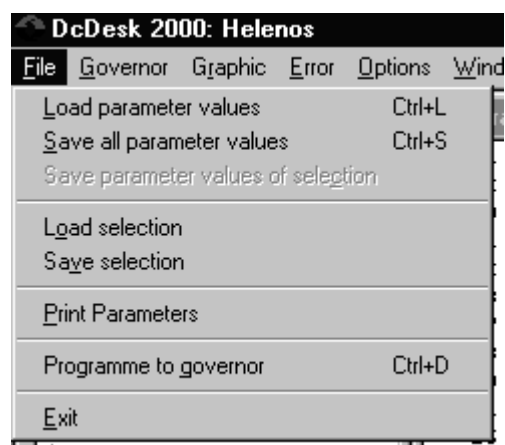 DcDesk 2000: Helenos
File Governor Graphic Error Options Wind
Load parameter values Ctrl+L
Save all parameter values Ctrl+S
Save parameter values of selection
Load selection
Save selection
Print Parameters
Programme to governor Ctrl+D
Exit